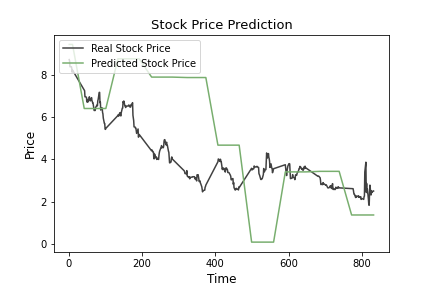 Stock Price Prediction
Real Stock Price
Predicted Stock Price
8
6
4
2
0
Price
0 200 400 600 800
Time